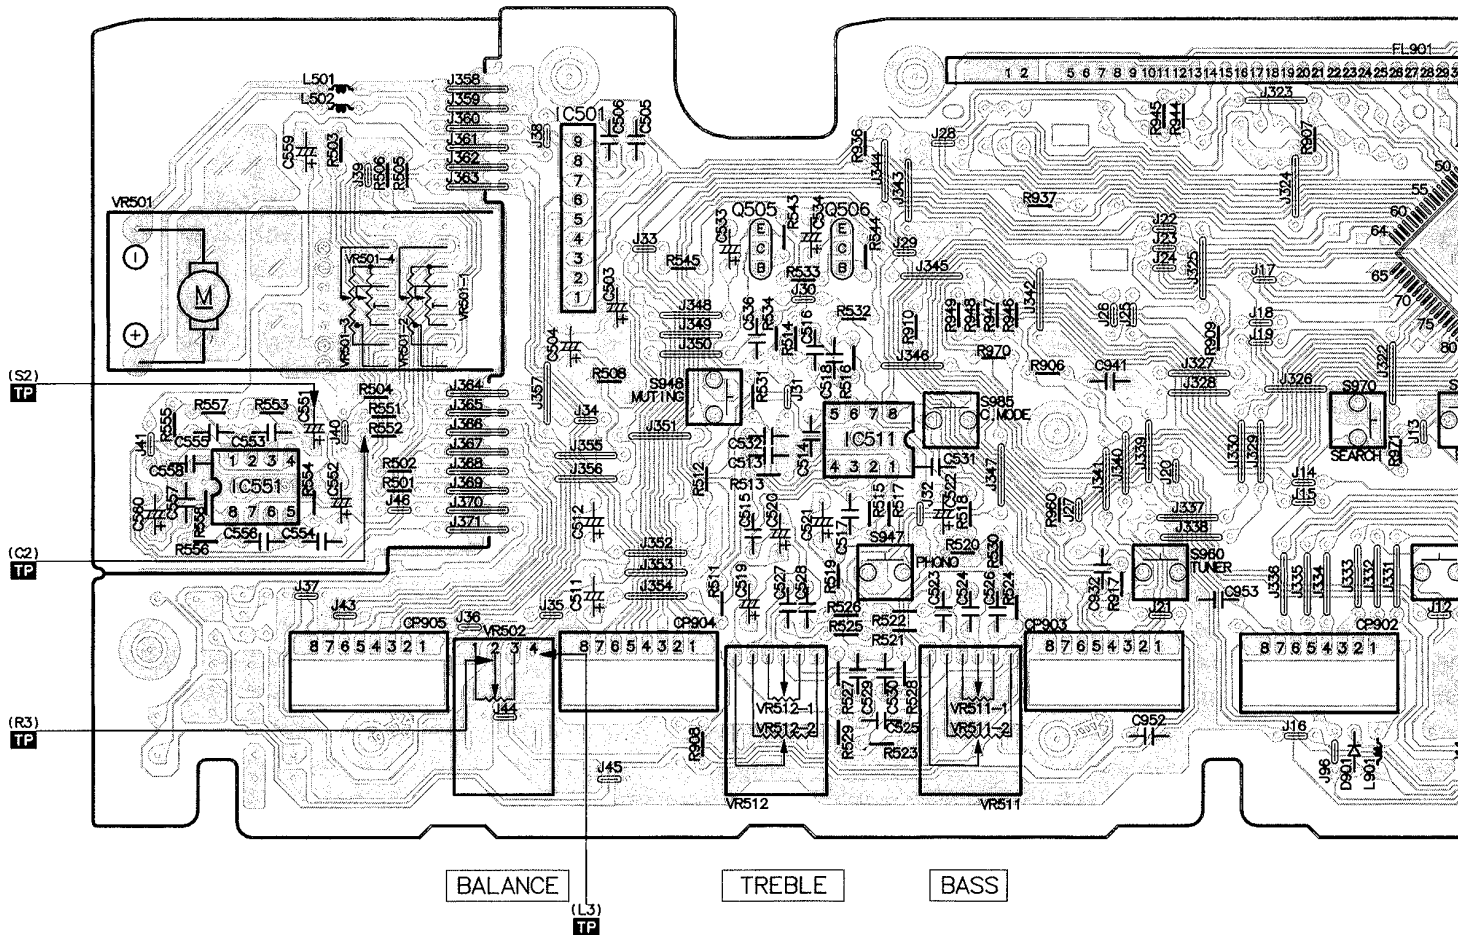 FL901
1 2 5 6 7 8 9 10 11 12 13 14 15 16 17 18 19 20 21 22 23 24 25 26 27 28 29 3
L501
L502
J358
J359
J360
J361
J362
J363
IC501
C506
C505
J38
9
8
7
6
5
4
3
2
1
C559
+
R503
J39
R506
R505
R936
J344
J343
J28
R945
R944
J323
R907
J324
50
55
60
64
65
70
75
80
VR501
−
M
+
VR501-4
VR501-1
VR501-3
VR501-2
J33
R545
C533
+
Q505
E
C
B
R543
C534
+
Q506
E
C
B
R544
J29
R937
J22
J23
J24
J325
J17
R533
J30
J345
J342
C503
+
J348
J349
J350
C536
R534
R514
C516
R532
R910
R949
R948
R947
R946
J26
J25
J18
J19
R909
C504
+
J357
R508
C518
R516
J346
R970
R906
C941
J327
J328
J326
J322
(S2)
TP
R504
R551
R552
C551
+
R557
R553
R555
J41
C555
C553
J40
J364
J365
J366
J367
J368
J369
J370
J371
J34
J355
J356
S948
MUTING
R531
J31
J351
C532
C513
R513
R512
C514
5 6 7 8
IC511
4 3 2 1
S985
C.MODE
C531
J347
J341
J340
J339
J20
J330
J329
S970
SEARCH
R971
J13
S
J14
J15
C558
1 2 3 4
IC551
8 7 6 5
R554
C552
+
R502
R501
J46
C560
+
C557
R558
R556
C556
C554
C512
+
C515
C520
+
C521
+
C517
R515
R517
J32
C522
+
R518
R960
J27
J337
J338
(C2)
TP
J352
J353
J354
S947
PHONO
R520
R530
S960
TUNER
J37
J43
J36
J35
C511
+
R511
C519
+
C527
C528
R519
R526
R525
R522
R521
C523
C524
C526
R524
C932
R917
J21
C953
J336
J335
J334
J333
J332
J331
J12
CP905
8 7 6 5 4 3 2 1
VR502
1 2 3 4
J44
CP904
8 7 6 5 4 3 2 1
CP903
8 7 6 5 4 3 2 1
CP902
8 7 6 5 4 3 2 1
VR512-1
VR512-2
VR512
R527
C529
C530
R528
C525
R529
R523
VR511-1
VR511-2
VR511
C952
J16
J96
D901
L901
R908
J45
(R3)
TP
BALANCE
TREBLE
BASS
(L3)
TP